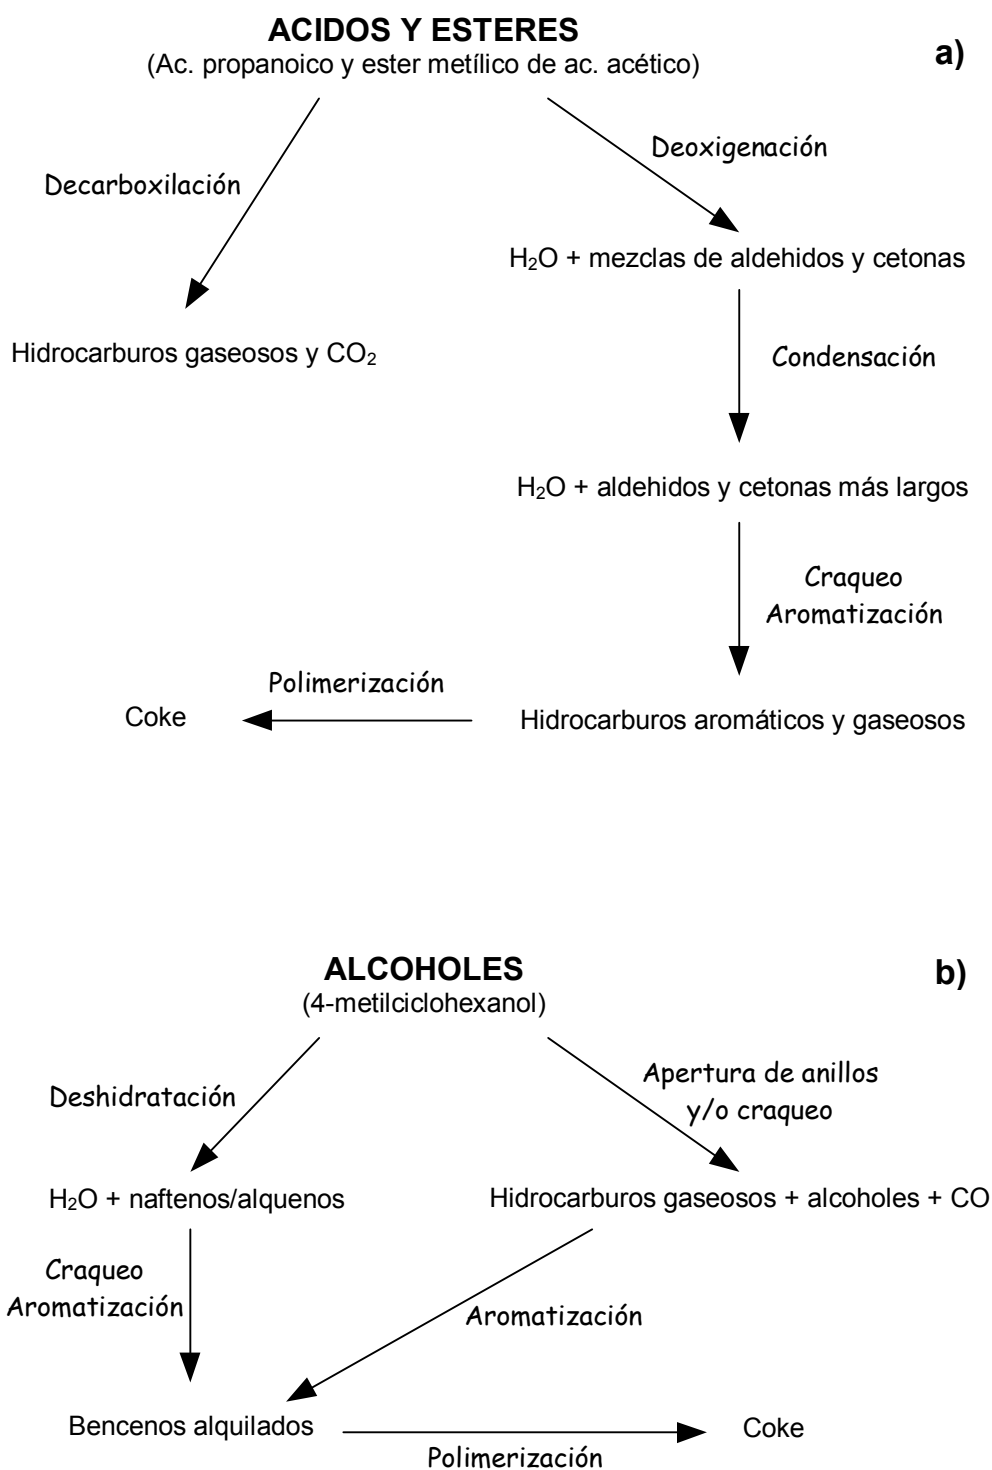 ACIDOS Y ESTERES
(Ac. propanoico y ester metílico de ac. acético)
a)
Deoxigenación
Decarboxilación
H₂O + mezclas de aldehidos y cetonas
Hidrocarburos gaseosos y CO₂
Condensación
H₂O + aldehidos y cetonas más largos
Craqueo
Aromatización
Polimerización
Coke
Hidrocarburos aromáticos y gaseosos
ALCOHOLES
(4-metilciclohexanol)
b)
Deshidratación
Apertura de anillos
y/o craqueo
H₂O + naftenos/alquenos
Hidrocarburos gaseosos + alcoholes + CO
Craqueo
Aromatización
Aromatización
Bencenos alquilados
Polimerización
Coke